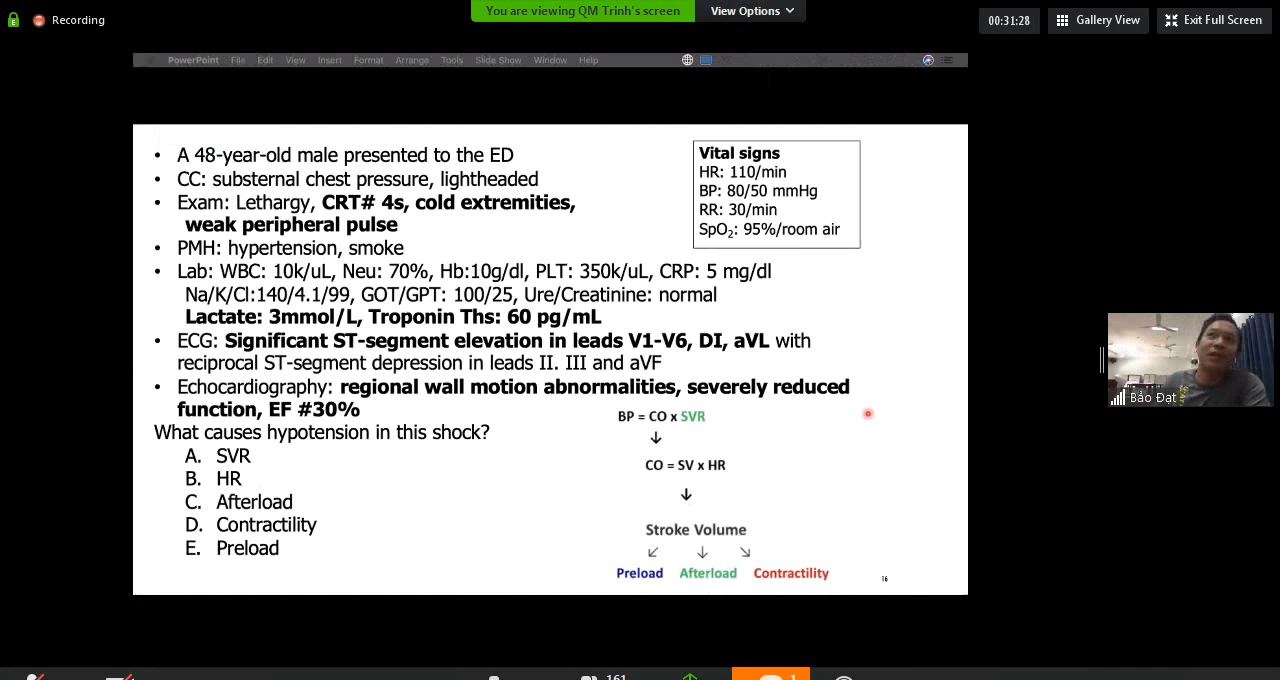 E
Recording
You are viewing QM Trinh's screen
View Options
00:31:28
Gallery View
Exit Full Screen
PowerPoint File Edit View Insert Format Arrange Tools Slide Show Window Help
• A 48-year-old male presented to the ED
• CC: substernal chest pressure, lightheaded
• Exam: Lethargy, CRT# 4s, cold extremities,
weak peripheral pulse
• PMH: hypertension, smoke
• Lab: WBC: 10k/uL, Neu: 70%, Hb:10g/dl, PLT: 350k/uL, CRP: 5 mg/dl
Na/K/Cl:140/4.1/99, GOT/GPT: 100/25, Ure/Creatinine: normal
Lactate: 3mmol/L, Troponin Ths: 60 pg/mL
• ECG: Significant ST-segment elevation in leads V1-V6, DI, aVL with
reciprocal ST-segment depression in leads II. III and aVF
• Echocardiography: regional wall motion abnormalities, severely reduced
function, EF #30%
What causes hypotension in this shock?
A. SVR
B. HR
C. Afterload
D. Contractility
E. Preload
Vital signs
HR: 110/min
BP: 80/50 mmHg
RR: 30/min
SpO₂: 95%/room air
BP = CO x SVR
CO = SV x HR
Stroke Volume
Preload Afterload Contractility
16
Bảo Đạt
161
1